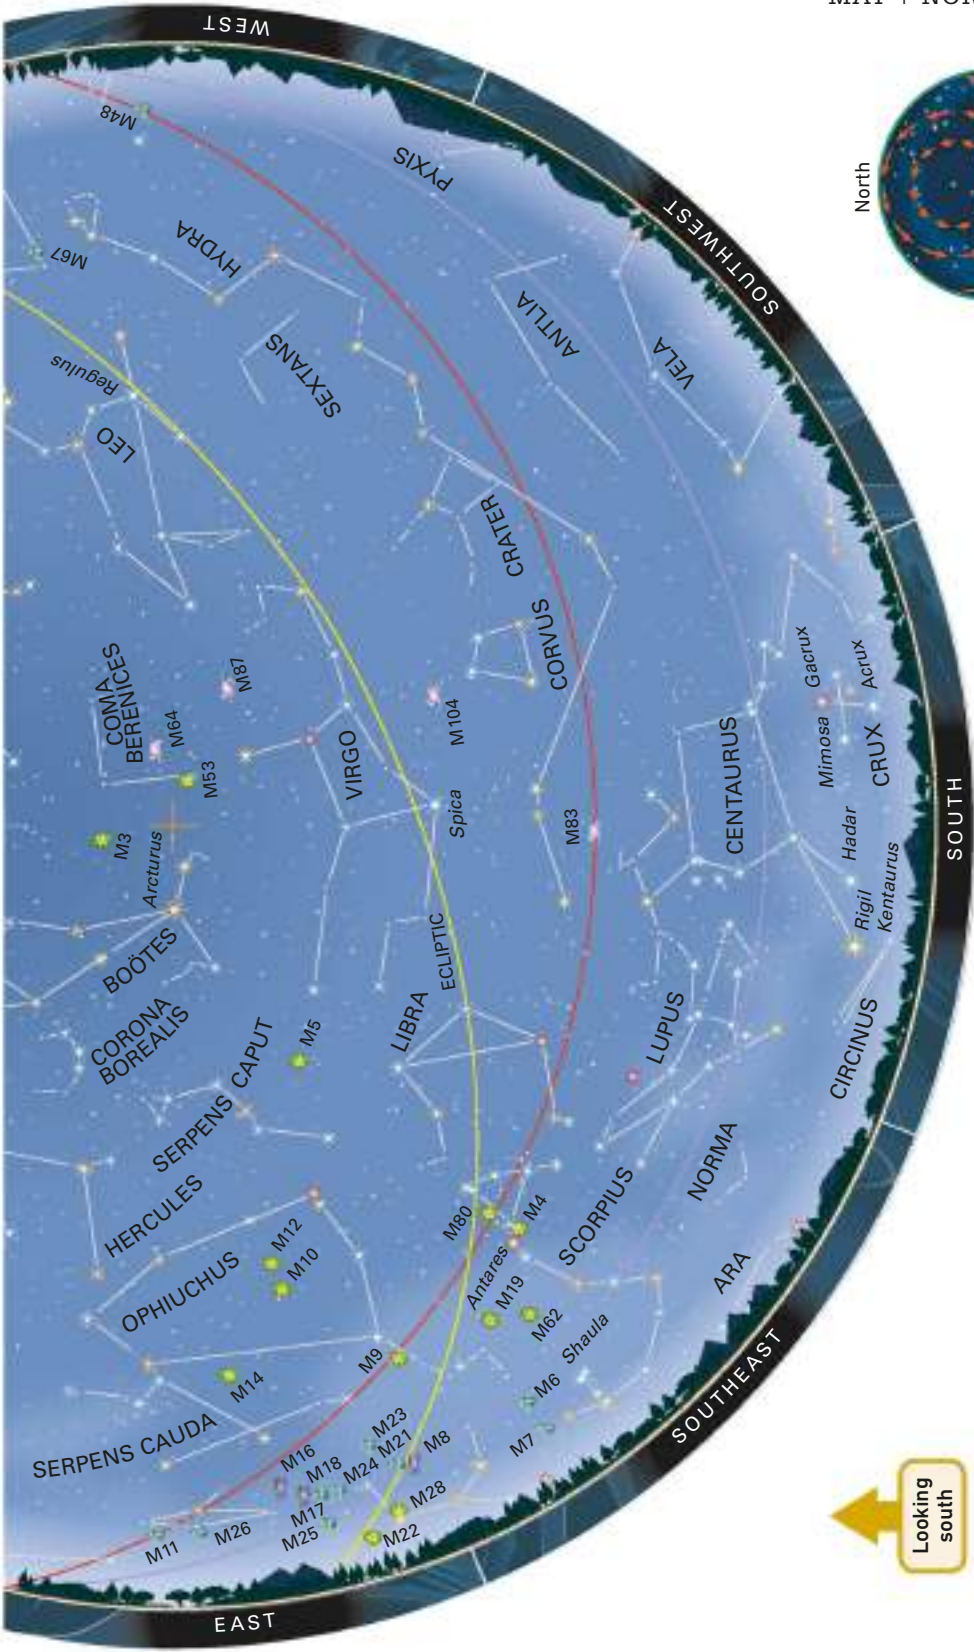 MAY | NOR
North
WEST
SOUTHWEST
SOUTH
SOUTHEAST
EAST
M48
PYXIS
HYDRA
M67
Regulus
SEXTANS
ANTLIA
VELA
LEO
CRATER
CORVUS
COMA
BERENICES
M87
M64
M53
M104
VIRGO
Spica
M3
Arcturus
M83
CENTAURUS
Gacrux
Acrux
Mimosa
CRUX
Hadar
Rigil
Kentaurus
BOÖTES
ECLIPTIC
CORONA
BOREALIS
M5
LIBRA
LUPUS
CIRCINUS
SERPENS CAPUT
HERCULES
NORMA
M12
M10
OPHIUCHUS
M80
M4
SCORPIUS
Antares
M19
M62
ARA
Shaula
M9
M14
M6
M7
SERPENS CAUDA
M23
M21
M8
M16
M18
M24
M17
M25
M28
M22
M26
M11
Looking
south